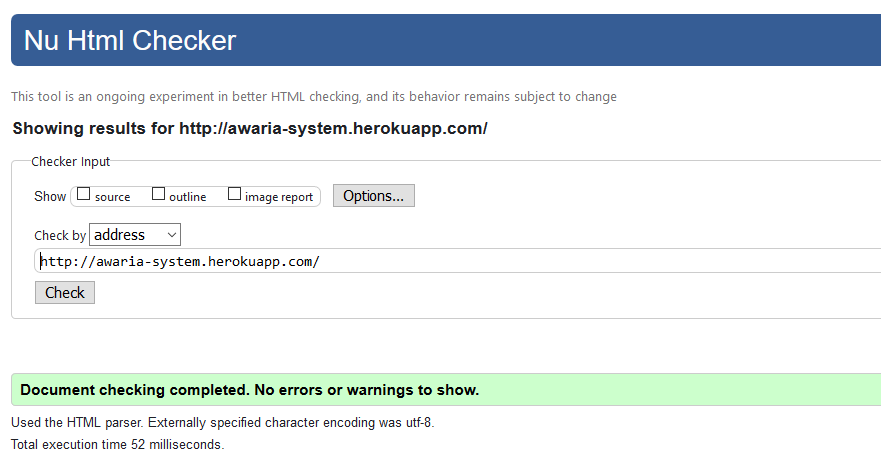 Nu Html Checker
This tool is an ongoing experiment in better HTML checking, and its behavior remains subject to change
Showing results for http://awaria-system.herokuapp.com/
Checker Input
Show source outline image report Options...
Check by address
http://awaria-system.herokuapp.com/
Check
Document checking completed. No errors or warnings to show.
Used the HTML parser. Externally specified character encoding was utf-8.
Total execution time 52 milliseconds.